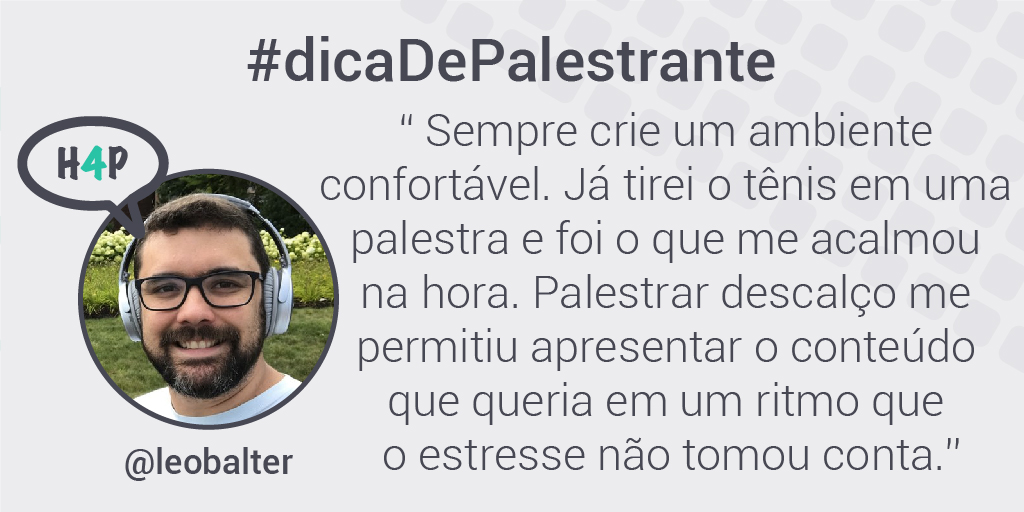 #dicaDePalestrante
“ Sempre crie um ambiente
confortável. Já tirei o tênis em uma
palestra e foi o que me acalmou
na hora. Palestrar descalço me
permitiu apresentar o conteúdo
que queria em um ritmo que
o estresse não tomou conta.”
H4P
@leobalter